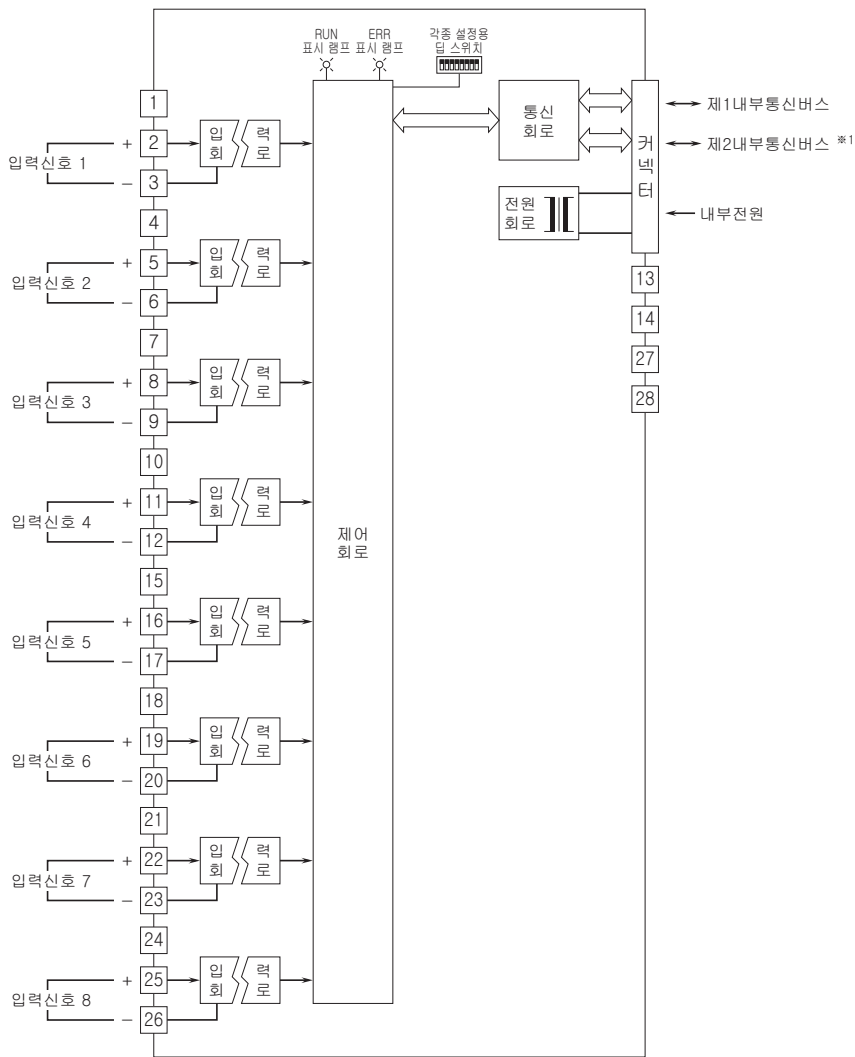 RUN
표시 램프
ERR
표시 램프
각종 설정용
딥 스위치
1
입력신호 1
+ 2
− 3
입 력
회 로
4
입력신호 2
+ 5
− 6
입 력
회 로
7
입력신호 3
+ 8
− 9
입 력
회 로
10
입력신호 4
+ 11
− 12
입 력
회 로
15
입력신호 5
+ 16
− 17
입 력
회 로
18
입력신호 6
+ 19
− 20
입 력
회 로
21
입력신호 7
+ 22
− 23
입 력
회 로
24
입력신호 8
+ 25
− 26
입 력
회 로
제어
회로
통신
회로
전원
회로
커넥터
제1내부통신버스
제2내부통신버스 ※1
내부전원
13
14
27
28